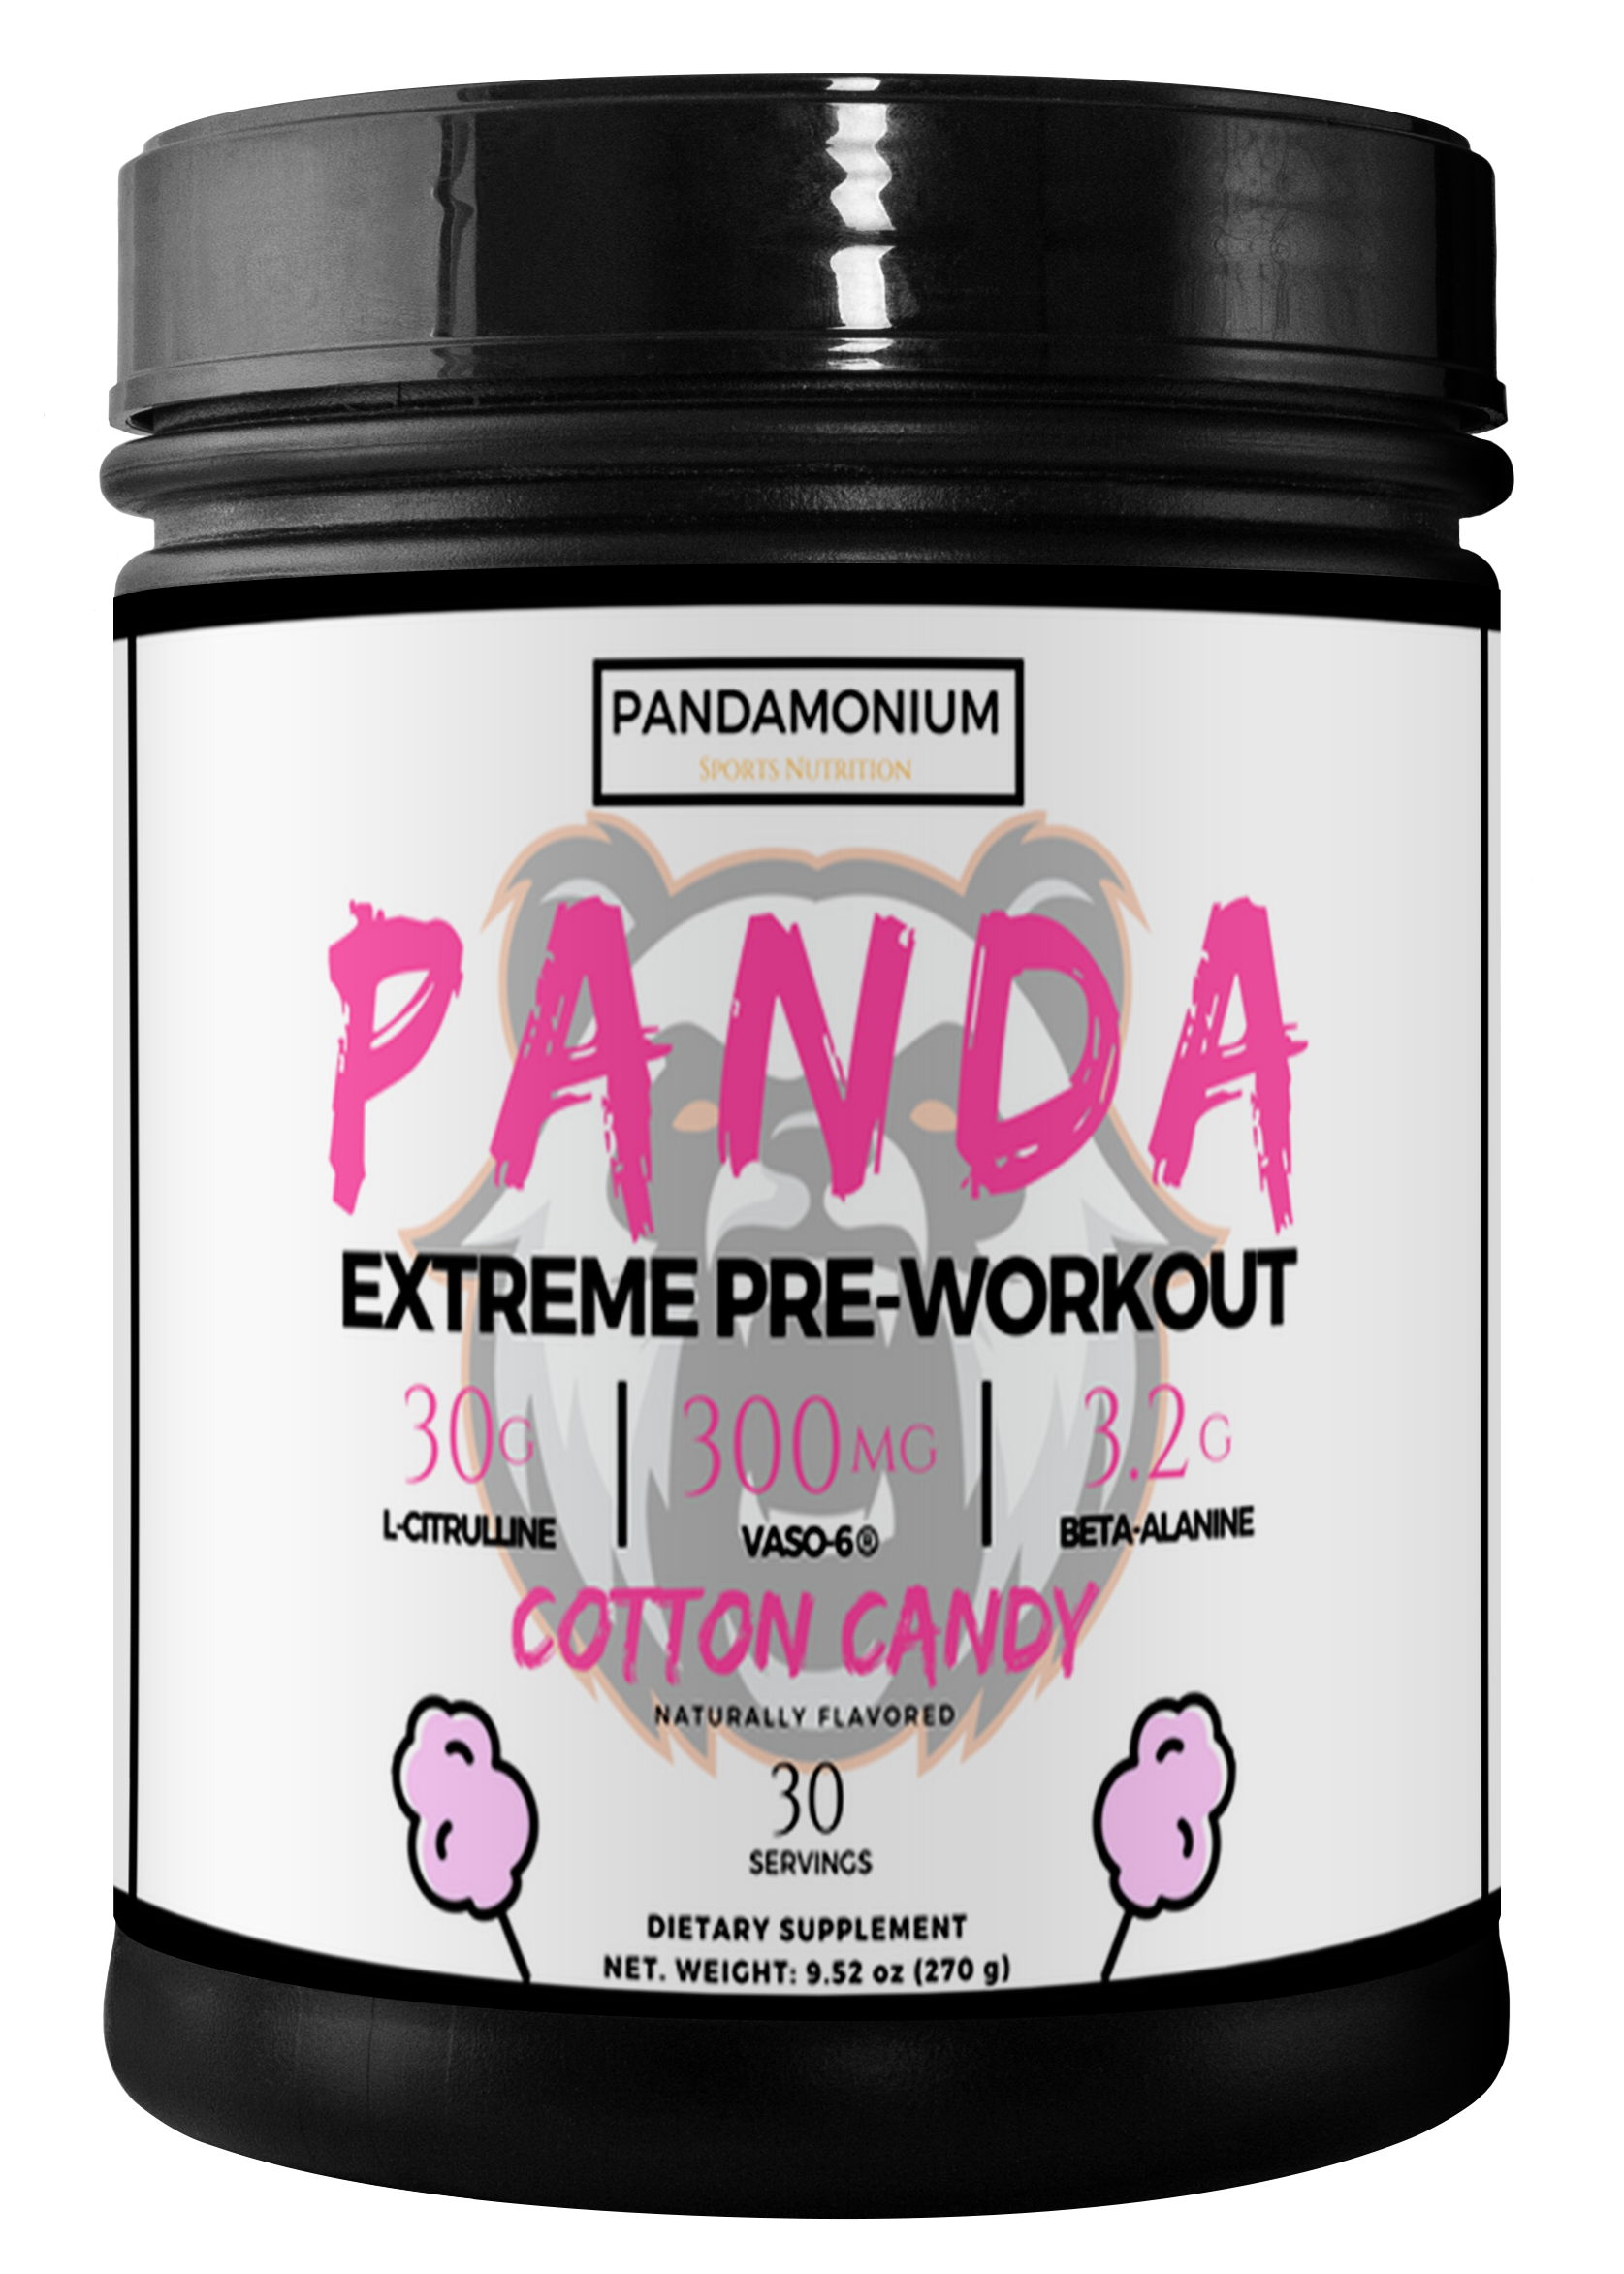 PANDAMONIUM
SPORTS NUTRITION
PANDA
EXTREME PRE-WORKOUT
30G | 300MG | 3.2G
L-CITRULLINE | VASO-6® | BETA-ALANINE
COTTON CANDY
NATURALLY FLAVORED
30
SERVINGS
DIETARY SUPPLEMENT
NET. WEIGHT: 9.52 oz (270 g)